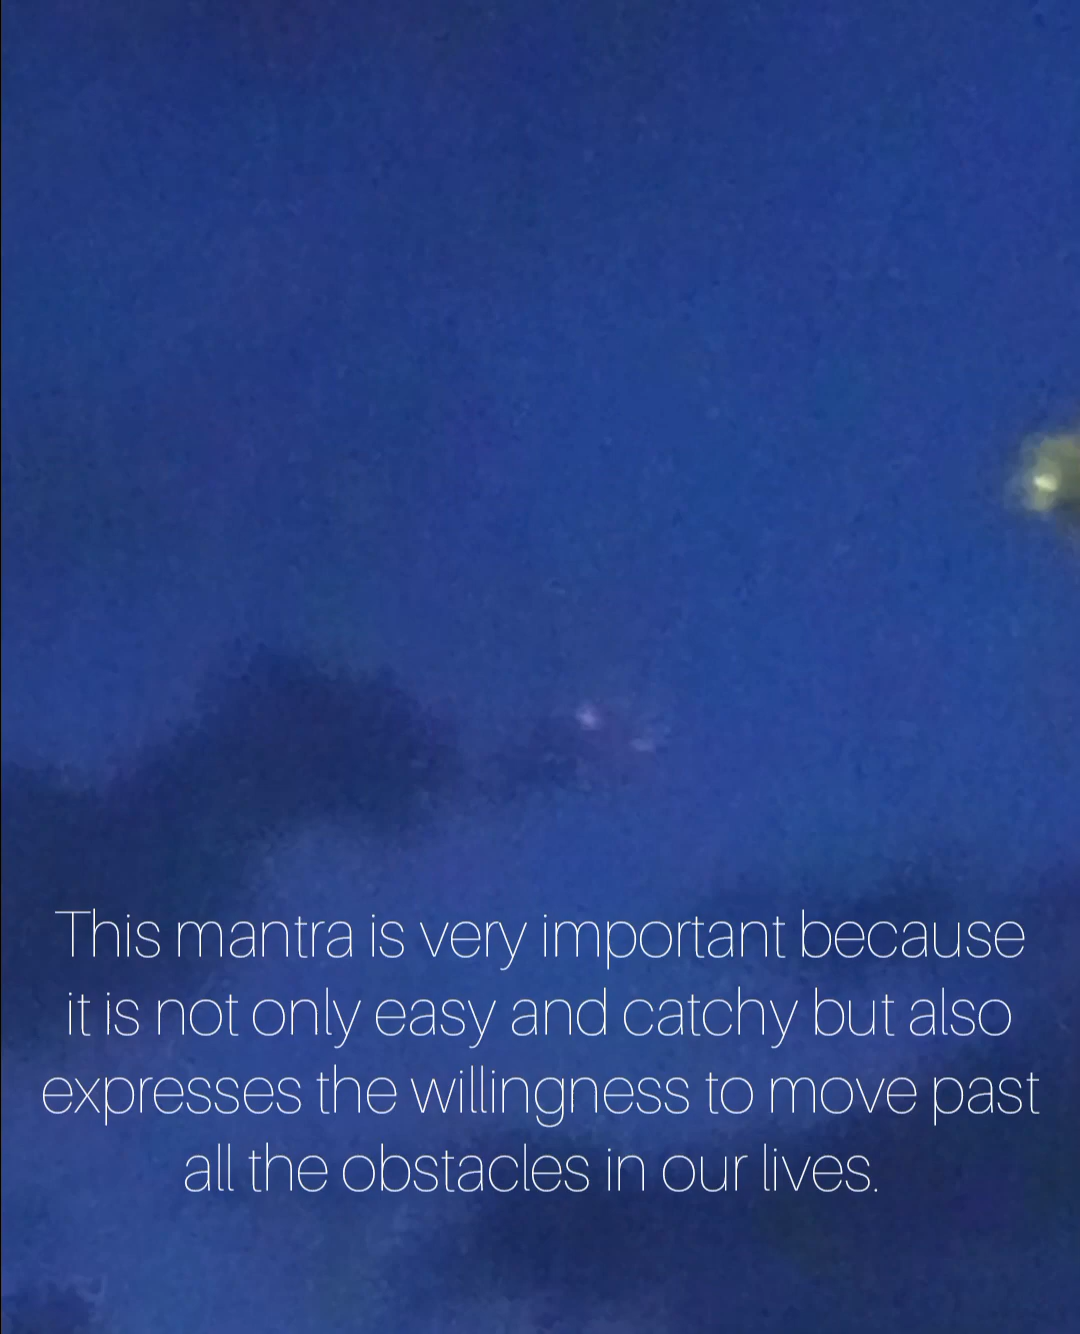 This mantra is very important because
it is not only easy and catchy but also
expresses the willingness to move past
all the obstacles in our lives.